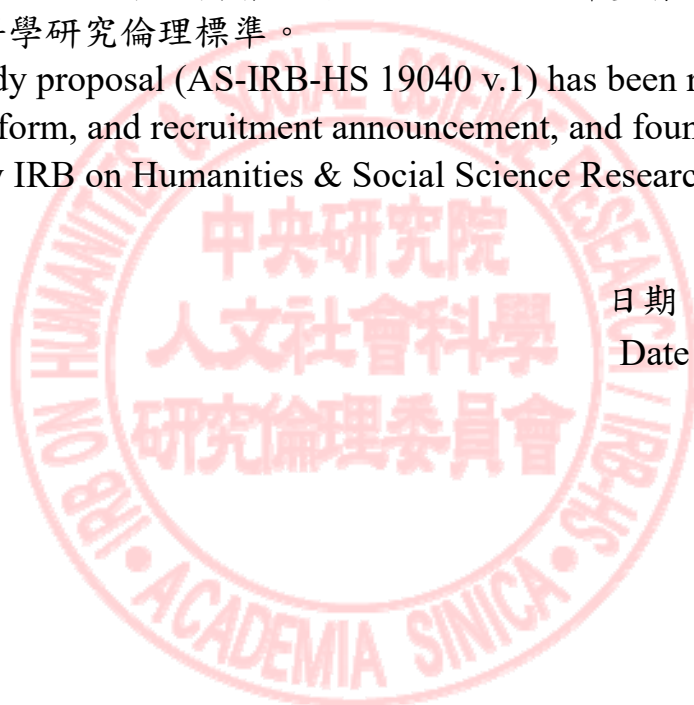 學研究倫理標準。
dy proposal (AS-IRB-HS 19040 v.1) has been
form, and recruitment announcement, and
IRB on Humanities & Social Science
中央研究院
人文社會科學
研究倫理委員會
日期
Date
IRB ON HUMANITIES & SOCIAL SCIENCE RESEARCH / IRB-HS
• ACADEMIA SINICA •